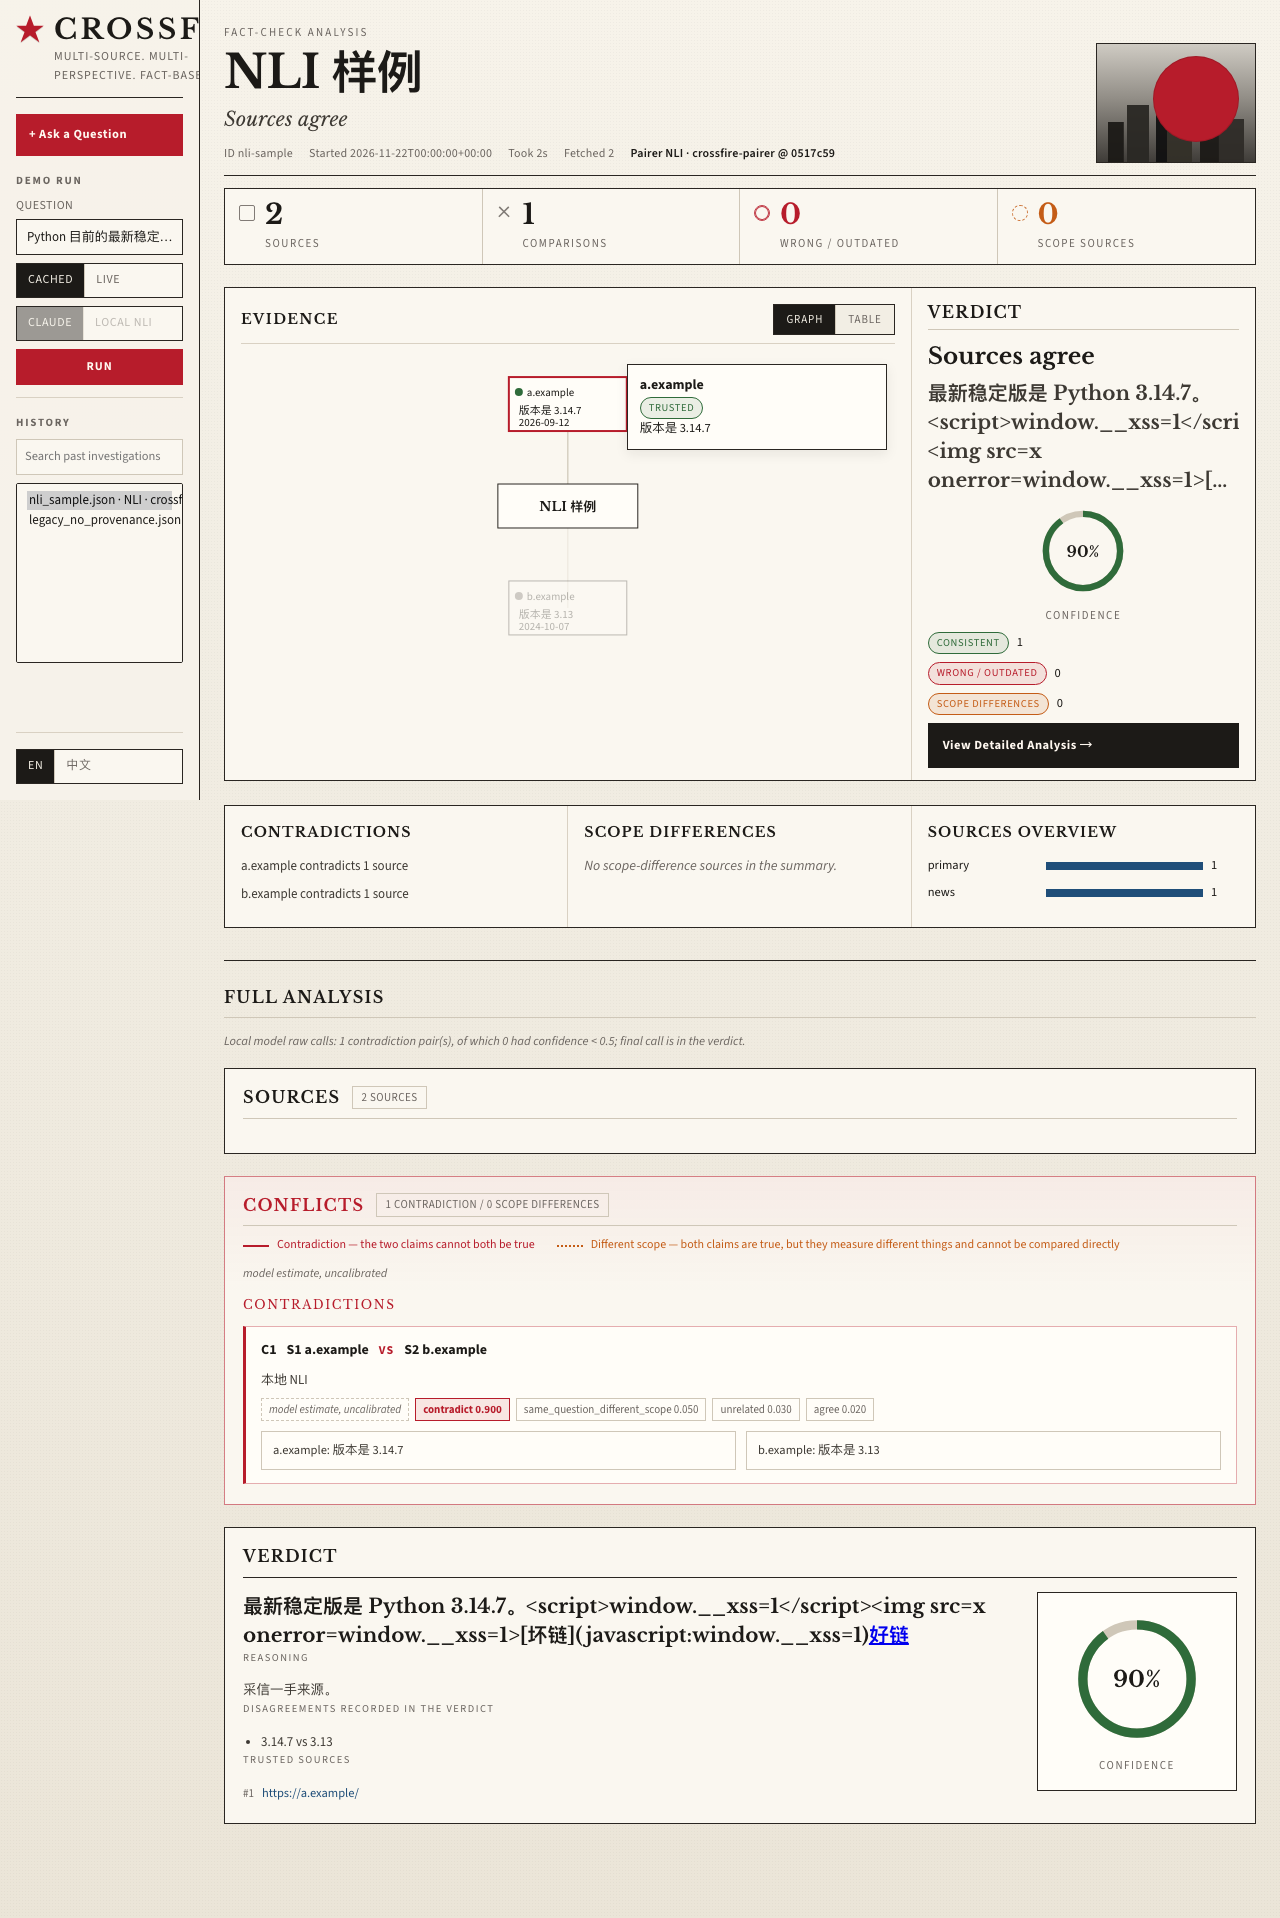 CROSSF
MULTI-SOURCE. MULTI-
PERSPECTIVE. FACT-BASE
+ Ask a Question
DEMO RUN
QUESTION
Python 目前的最新稳定…
CACHED LIVE
CLAUDE LOCAL NLI
RUN
HISTORY
Search past investigations
nli_sample.json · NLI · crossf
legacy_no_provenance.json
EN 中文
FACT-CHECK ANALYSIS
NLI 样例
Sources agree
ID nli-sample Started 2026-11-22T00:00:00+00:00 Took 2s Fetched 2 Pairer NLI · crossfire-pairer @ 0517c59
2
SOURCES
1
COMPARISONS
0
WRONG / OUTDATED
0
SCOPE SOURCES
EVIDENCE
GRAPH TABLE
a.example
版本是 3.14.7
2026-09-12
a.example
TRUSTED
版本是 3.14.7
NLI 样例
b.example
版本是 3.13
2024-10-07
VERDICT
Sources agree
最新稳定版是 Python 3.14.7。
<script>window.__xss=1</scri
<img src=x
onerror=window.__xss=1>[...
90%
CONFIDENCE
CONSISTENT 1
WRONG / OUTDATED 0
SCOPE DIFFERENCES 0
View Detailed Analysis →
CONTRADICTIONS
a.example contradicts 1 source
b.example contradicts 1 source
SCOPE DIFFERENCES
No scope-difference sources in the summary.
SOURCES OVERVIEW
primary 1
news 1
FULL ANALYSIS
Local model raw calls: 1 contradiction pair(s), of which 0 had confidence < 0.5; final call is in the verdict.
SOURCES 2 SOURCES
CONFLICTS 1 CONTRADICTION / 0 SCOPE DIFFERENCES
Contradiction — the two claims cannot both be true Different scope — both claims are true, but they measure different things and cannot be compared directly
model estimate, uncalibrated
CONTRADICTIONS
C1 S1 a.example VS S2 b.example
本地 NLI
model estimate, uncalibrated contradict 0.900 same_question_different_scope 0.050 unrelated 0.030 agree 0.020
a.example: 版本是 3.14.7 b.example: 版本是 3.13
VERDICT
最新稳定版是 Python 3.14.7。<script>window.__xss=1</script><img src=x
onerror=window.__xss=1>[坏链](javascript:window.__xss=1)好链
REASONING
采信一手来源。
DISAGREEMENTS RECORDED IN THE VERDICT
• 3.14.7 vs 3.13
TRUSTED SOURCES
#1 https://a.example/
90%
CONFIDENCE